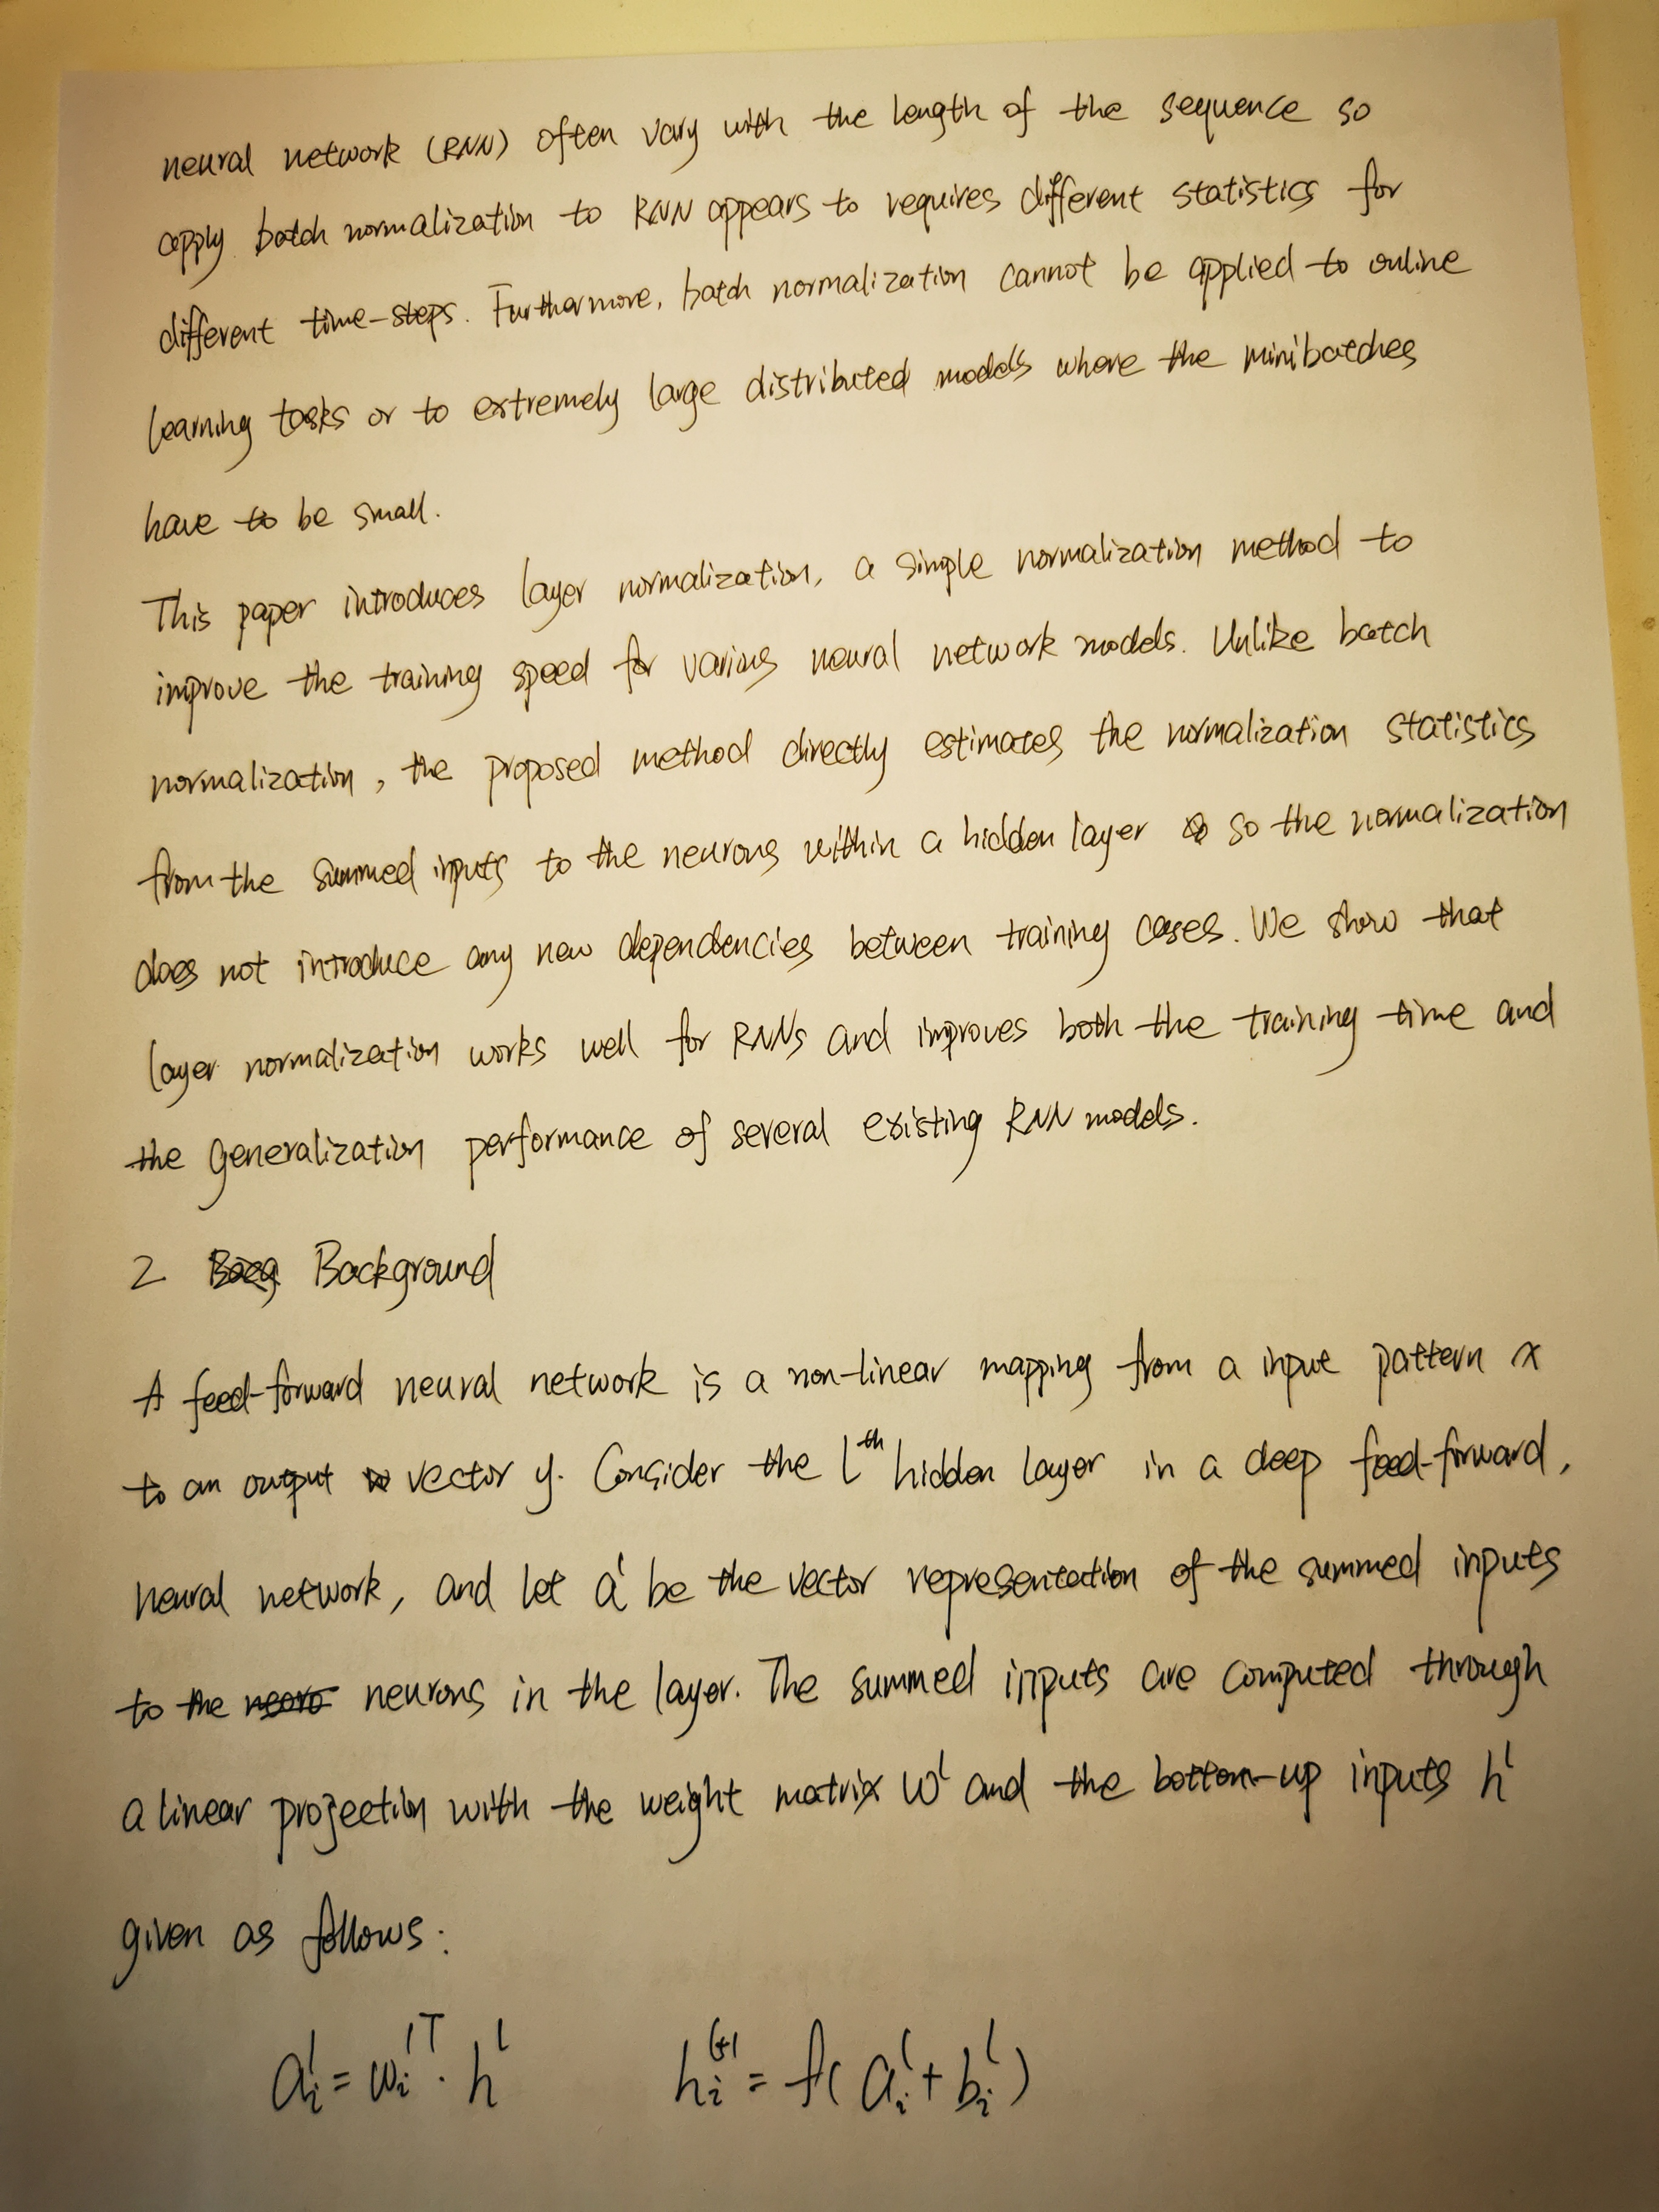 neural network (RNN) often vary with the length of the sequence so
apply batch normalization to RNN appears to requires different statistics for
different time-steps. Furthermore, batch normalization cannot be applied to online
learning tasks or to extremely large distributed models where the minibatches
have to be small.
This paper introduces layer normalization, a simple normalization method to
improve the training speed for various neural network models. Unlike batch
normalization, the proposed method directly estimates the normalization statistics
from the summed inputs to the neurons within a hidden layer so the normalization
does not introduce any new dependencies between training cases. We show that
layer normalization works well for RNNs and improves both the training time and
the generalization performance of several existing RNN models.
2 Background
A feed-forward neural network is a non-linear mapping from a input pattern x
to an output vector y. Consider the l^th hidden layer in a deep feed-forward,
neural network, and let a^l be the vector representation of the summed inputs
to the neurons in the layer. The summed inputs are computed through
a linear projection with the weight matrix W^l and the bottom-up inputs h^l
given as follows:
a_i^l = w_i^{lT} · h^l h_i^{l+1} = f(a_i^l + b_i^l)